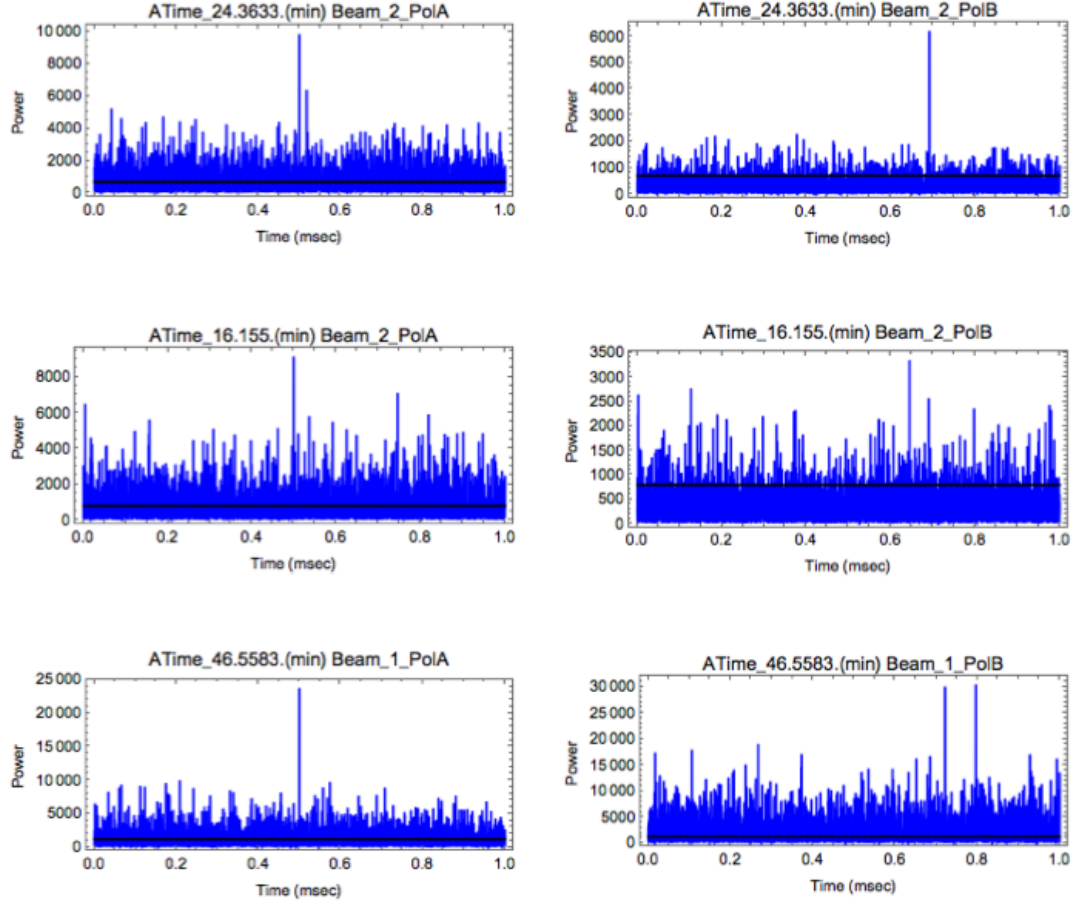 ATime_24.3633.(min) Beam_2_PolA
10 000
8000
6000
4000
2000
0
Power
0.0 0.2 0.4 0.6 0.8 1.0
Time (msec)
ATime_24.3633.(min) Beam_2_PolB
6000
5000
4000
3000
2000
1000
0
Power
0.0 0.2 0.4 0.6 0.8 1.0
Time (msec)
ATime_16.155.(min) Beam_2_PolA
8000
6000
4000
2000
0
Power
0.0 0.2 0.4 0.6 0.8 1.0
Time (msec)
ATime_16.155.(min) Beam_2_PolB
3500
3000
2500
2000
1500
1000
500
0
Power
0.0 0.2 0.4 0.6 0.8 1.0
Time (msec)
ATime_46.5583.(min) Beam_1_PolA
25 000
20 000
15 000
10 000
5000
0
Power
0.0 0.2 0.4 0.6 0.8 1.0
Time (msec)
ATime_46.5583.(min) Beam_1_PolB
30 000
25 000
20 000
15 000
10 000
5000
0
Power
0.0 0.2 0.4 0.6 0.8 1.0
Time (msec)